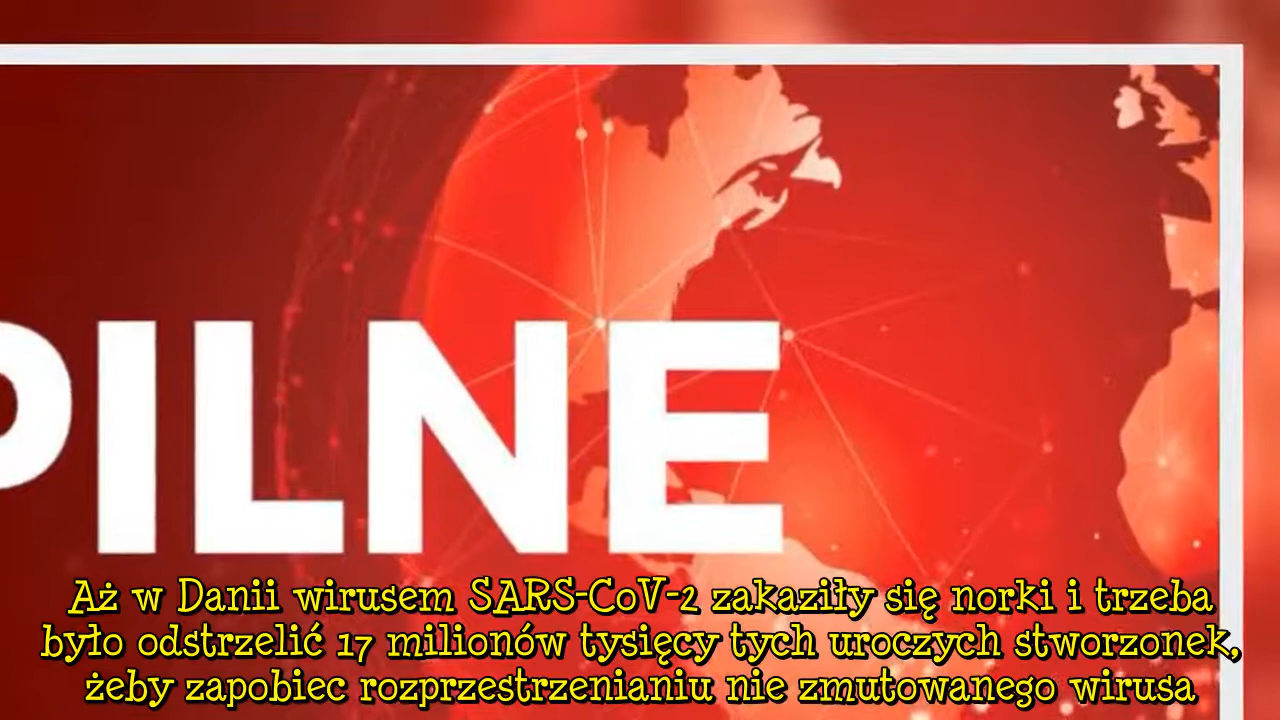 PILNE
Aż w Danii wirusem SARS-CoV-2 zakaziły się norki i trzeba
było odstrzelić 17 milionów tysięcy tych uroczych stworzonek,
żeby zapobiec rozprzestrzenianiu nie zmutowanego wirusa